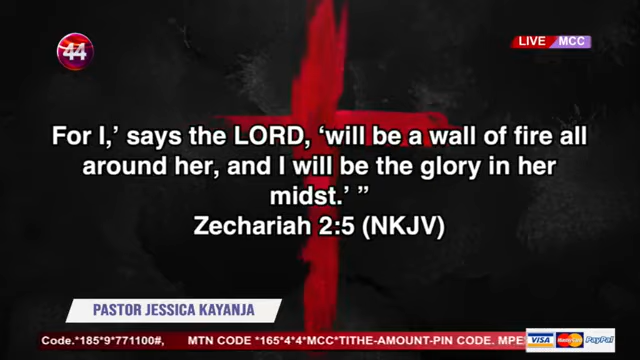 44
LIVE MCC
For I,’ says the LORD, ‘will be a wall of fire all
around her, and I will be the glory in her
midst.’ ”
Zechariah 2:5 (NKJV)
PASTOR JESSICA KAYANJA
Code.*185*9*771100#, MTN CODE *165*4*4*MCC*TITHE-AMOUNT-PIN CODE. MPE
VISA MasterCard PayPal